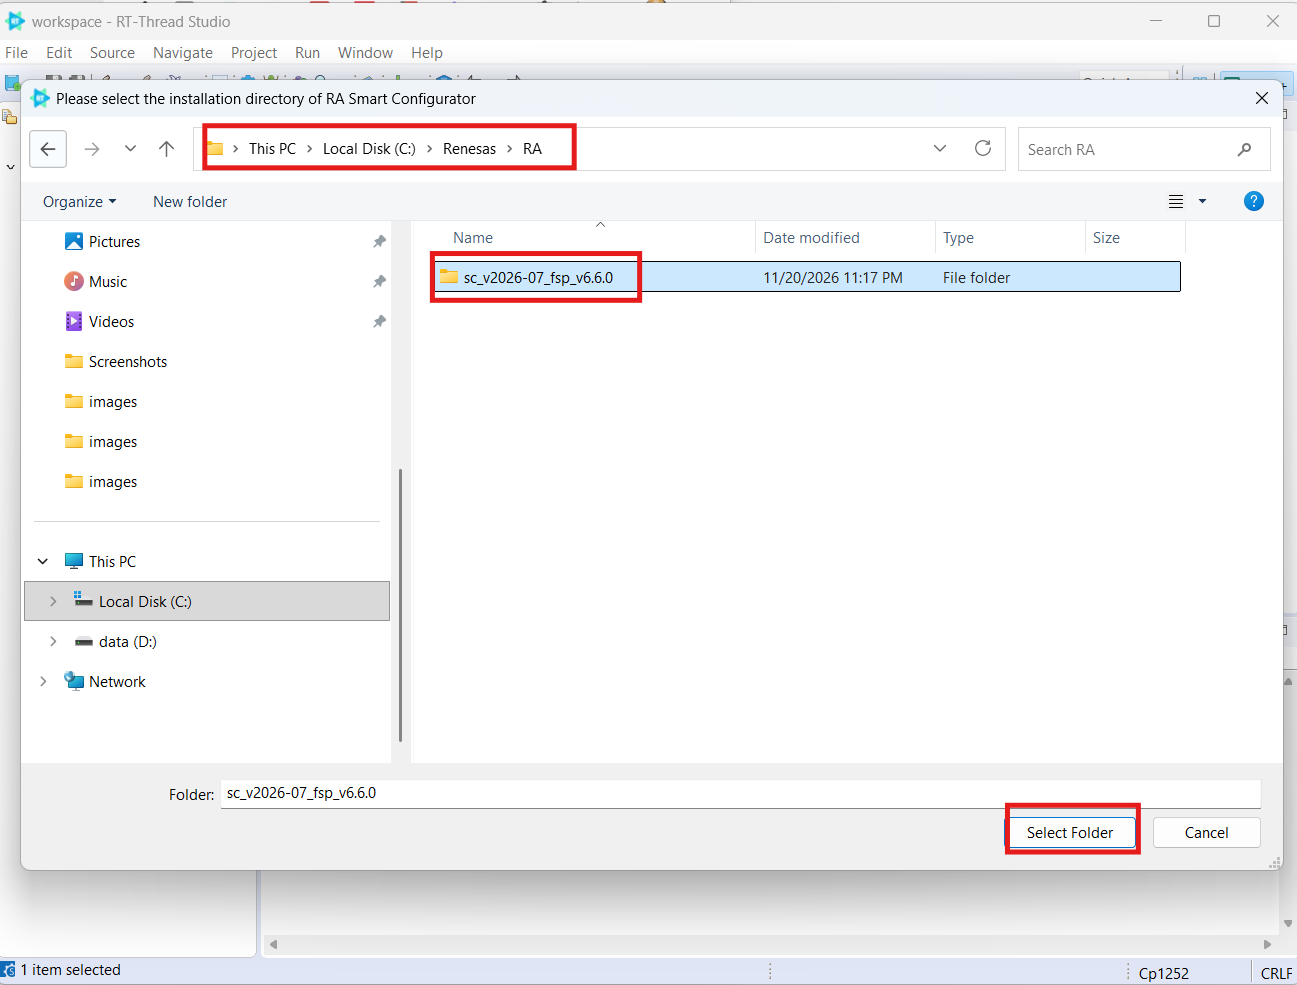 workspace - RT-Thread Studio
File Edit Source Navigate Project Run Window Help
Please select the installation directory of RA Smart Configurator
This PC Local Disk (C:) Renesas RA
Search RA
Organize New folder
Name Date modified Type Size
sc_v2026-07_fsp_v6.6.0 11/20/2026 11:17 PM File folder
Pictures
Music
Videos
Screenshots
images
images
images
This PC
Local Disk (C:)
data (D:)
Network
Folder: sc_v2026-07_fsp_v6.6.0
Select Folder Cancel
1 item selected Cp1252 CRLF